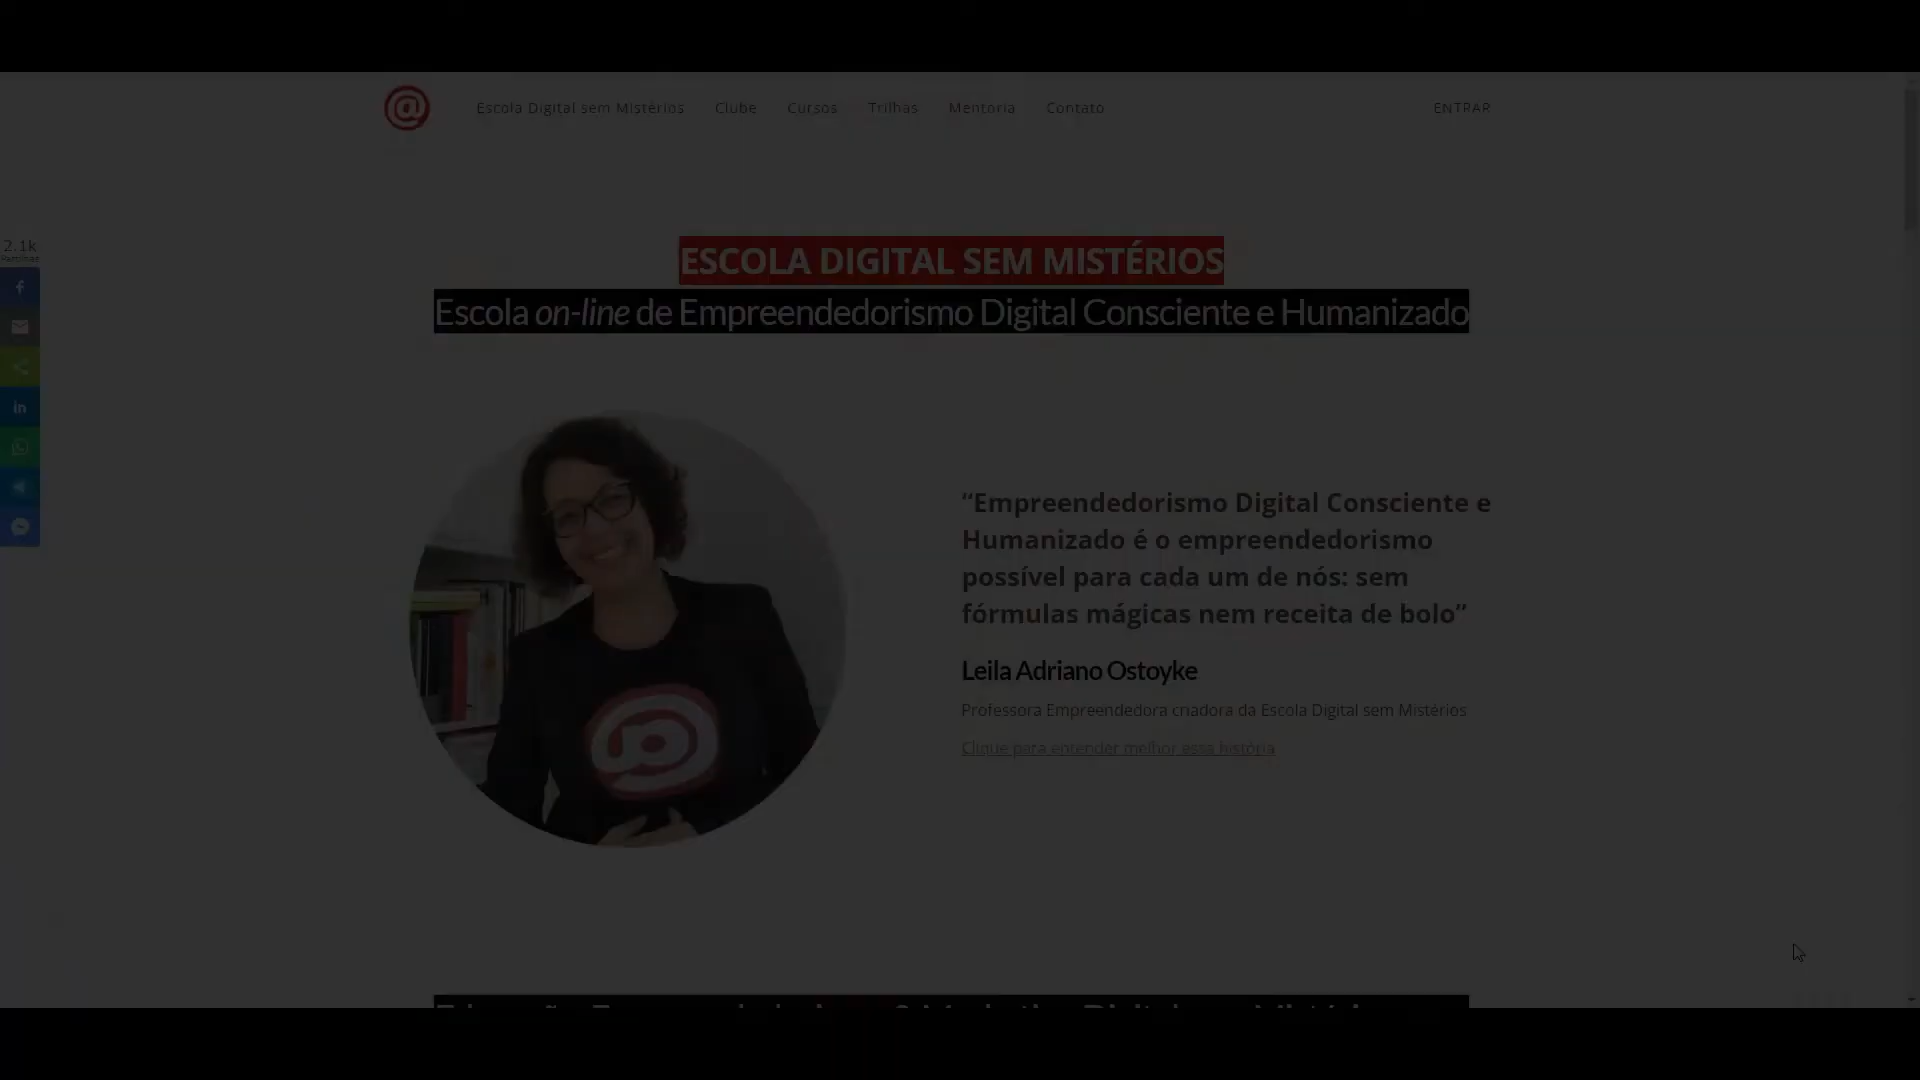 @
Escola Digital sem Mistérios
Clube
Cursos
Trilhas
Mentoria
Contato
ENTRAR
2.1k
Partilhas
ESCOLA DIGITAL SEM MISTÉRIOS
Escola on-line de Empreendedorismo Digital Consciente e Humanizado
“Empreendedorismo Digital Consciente e
Humanizado é o empreendedorismo
possível para cada um de nós: sem
fórmulas mágicas nem receita de bolo”
Leila Adriano Ostoyke
Professora Empreendedora criadora da Escola Digital sem Mistérios
Clique para entender melhor essa história